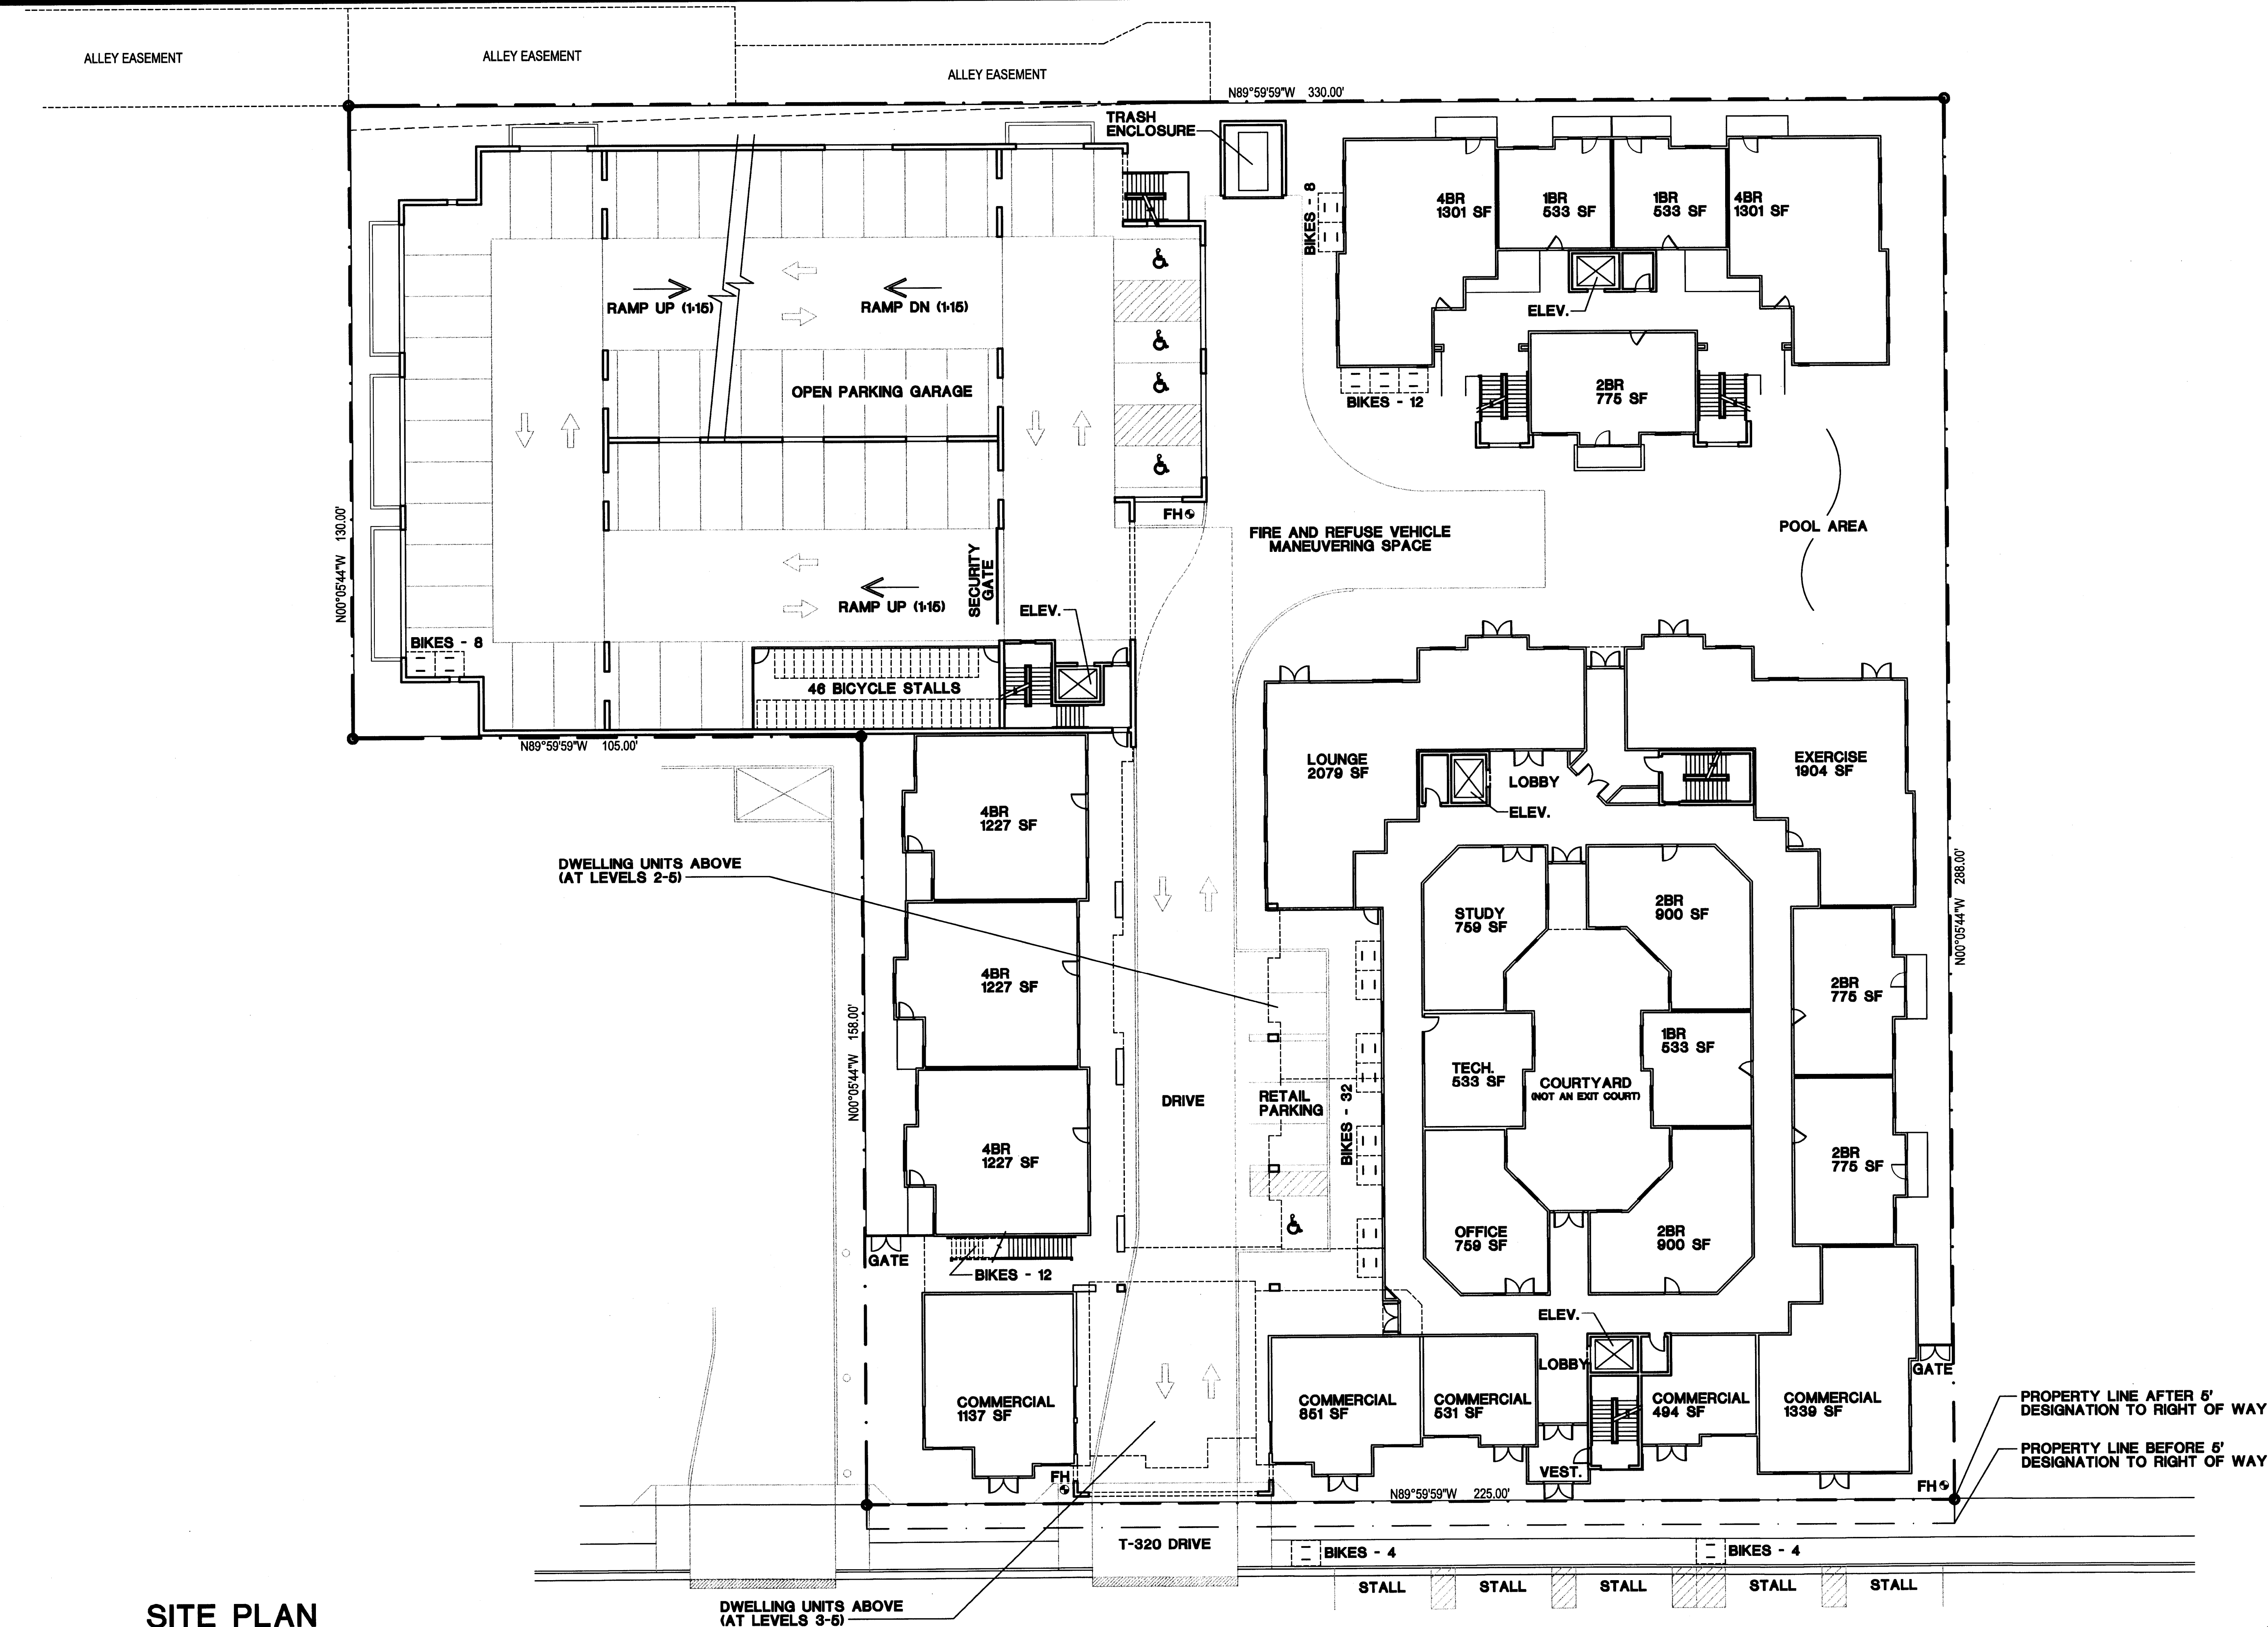 ALLEY EASEMENT
ALLEY EASEMENT
ALLEY EASEMENT
N89°59'59"W 330.00'
TRASH
ENCLOSURE
BIKES - 8
4BR
1301 SF
1BR
533 SF
1BR
533 SF
4BR
1301 SF
ELEV.
RAMP UP (1:15)
RAMP DN (1:15)
OPEN PARKING GARAGE
2BR
775 SF
BIKES - 12
FH
FIRE AND REFUSE VEHICLE
MANEUVERING SPACE
POOL AREA
N00°05'44"W 130.00'
SECURITY
GATE
RAMP UP (1:15)
ELEV.
BIKES - 8
46 BICYCLE STALLS
N89°59'59"W 105.00'
LOUNGE
2079 SF
LOBBY
ELEV.
EXERCISE
1904 SF
4BR
1227 SF
DWELLING UNITS ABOVE
(AT LEVELS 2-5)
N00°05'44"W 288.00'
STUDY
759 SF
2BR
900 SF
4BR
1227 SF
2BR
775 SF
N00°05'44"W 158.00'
TECH.
533 SF
1BR
533 SF
COURTYARD
(NOT AN EXIT COURT)
DRIVE
RETAIL
PARKING
BIKES - 32
4BR
1227 SF
2BR
775 SF
OFFICE
759 SF
2BR
900 SF
GATE
BIKES - 12
ELEV.
LOBBY
GATE
COMMERCIAL
1137 SF
COMMERCIAL
851 SF
COMMERCIAL
531 SF
COMMERCIAL
494 SF
COMMERCIAL
1339 SF
PROPERTY LINE AFTER 5'
DESIGNATION TO RIGHT OF WAY
PROPERTY LINE BEFORE 5'
DESIGNATION TO RIGHT OF WAY
FH
VEST.
FH
N89°59'59"W 225.00'
T-320 DRIVE
BIKES - 4
BIKES - 4
STALL
STALL
STALL
STALL
STALL
DWELLING UNITS ABOVE
(AT LEVELS 3-5)
SITE PLAN